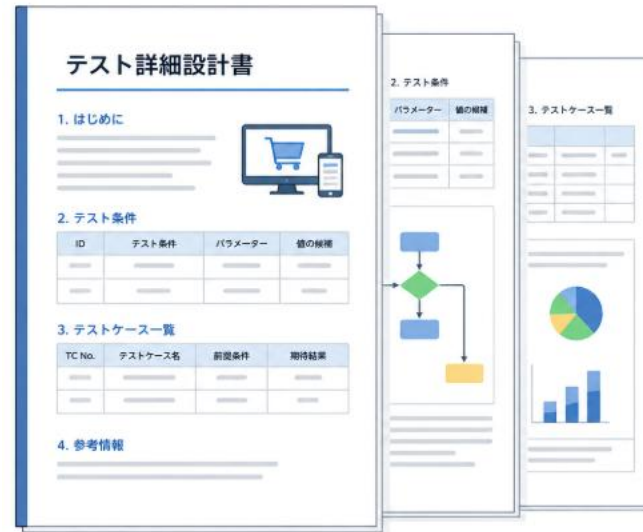 テスト詳細設計書
1. はじめに
2. テスト条件
ID テスト条件 パラメーター 値の候補
3. テストケース一覧
TC No. テストケース名 前提条件 期待結果
4. 参考情報
2. テスト条件
パラメーター 値の候補
3. テストケース一覧